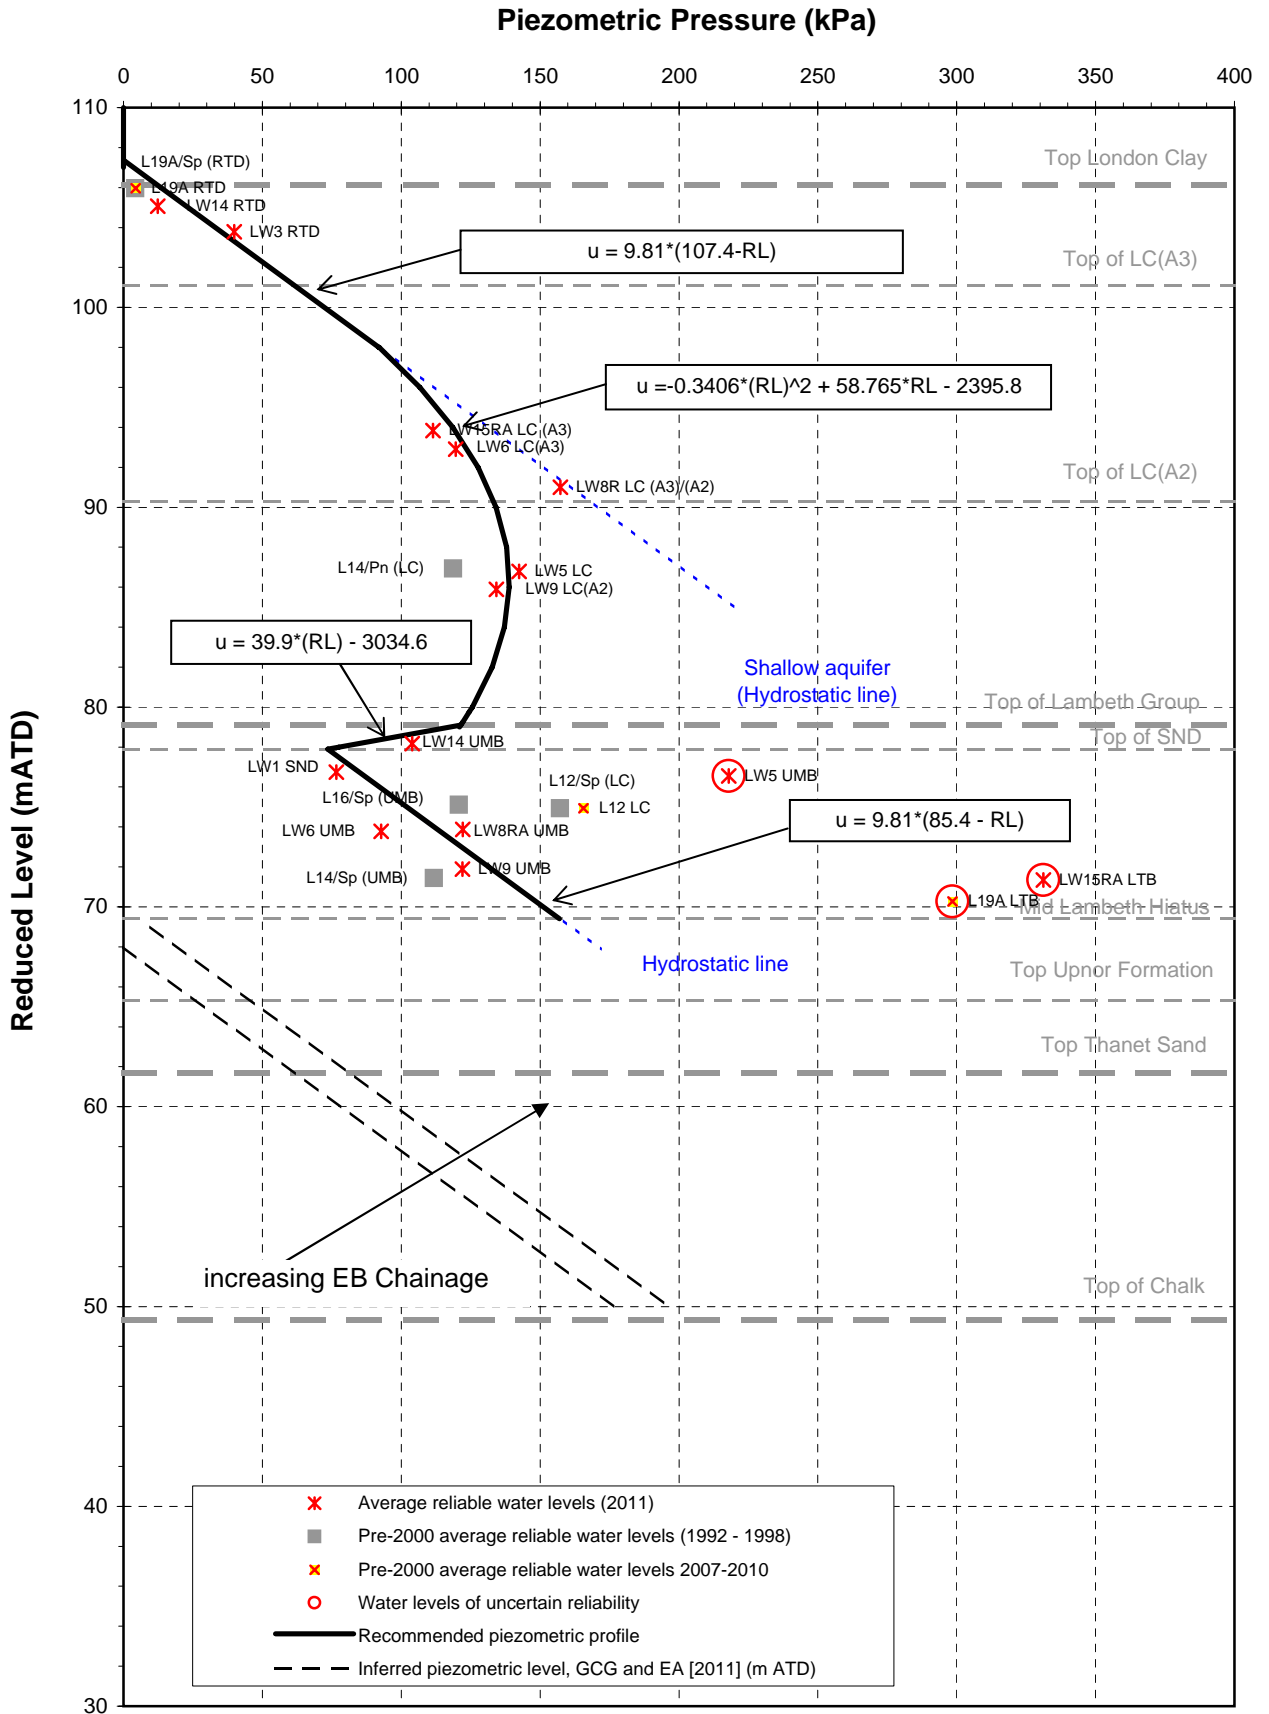 Piezometric Pressure (kPa)
0 50 100 150 200 250 300 350 400
110
Top London Clay
L19A/Sp (RTD)
L19A RTD
LW14 RTD
LW3 RTD
u = 9.81*(107.4-RL)
Top of LC(A3)
100
u =-0.3406*(RL)^2 + 58.765*RL - 2395.8
LW15RA LC (A3)
LW6 LC(A3)
Top of LC(A2)
LW8R LC (A3)/(A2)
90
L14/Pn (LC)
LW5 LC
LW9 LC(A2)
u = 39.9*(RL) - 3034.6
Shallow aquifer
(Hydrostatic line)
Top of Lambeth Group
80
Top of SND
LW14 UMB
LW1 SND
LW5 UMB
L12/Sp (LC)
L16/Sp (UMB)
L12 LC
u = 9.81*(85.4 - RL)
LW6 UMB
LW8RA UMB
LW9 UMB
L14/Sp (UMB)
LW15RA LTB
L19A LTB
Mid Lambeth Hiatus
70
Hydrostatic line
Top Upnor Formation
Top Thanet Sand
60
increasing EB Chainage
Top of Chalk
50
40
30
Reduced Level (mATD)
Average reliable water levels (2011)
Pre-2000 average reliable water levels (1992 - 1998)
Pre-2000 average reliable water levels 2007-2010
Water levels of uncertain reliability
Recommended piezometric profile
Inferred piezometric level, GCG and EA [2011] (m ATD)